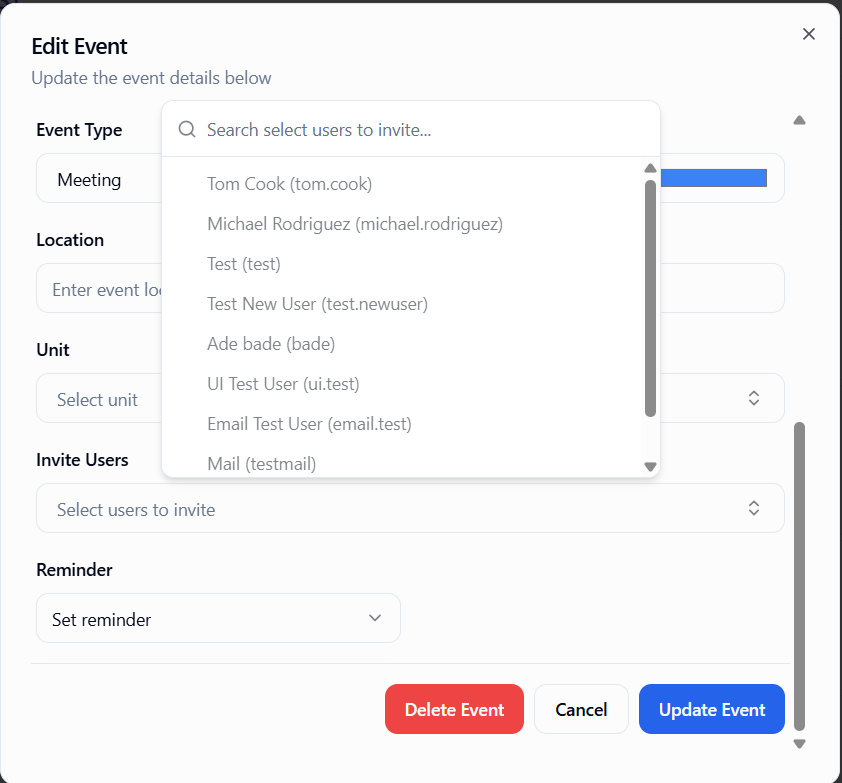 Edit Event
Update the event details below
Event Type
Search select users to invite...
Meeting
Tom Cook (tom.cook)
Michael Rodriguez (michael.rodriguez)
Location
Test (test)
Enter event loc
Test New User (test.newuser)
Unit
Ade bade (bade)
Select unit
UI Test User (ui.test)
Email Test User (email.test)
Invite Users
Mail (testmail)
Select users to invite
Reminder
Set reminder
Delete Event Cancel Update Event